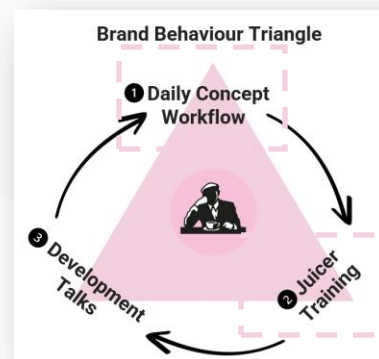 Brand Behaviour Triangle
1 Daily Concept
Workflow
2 Juicer
Training
3 Development
Talks